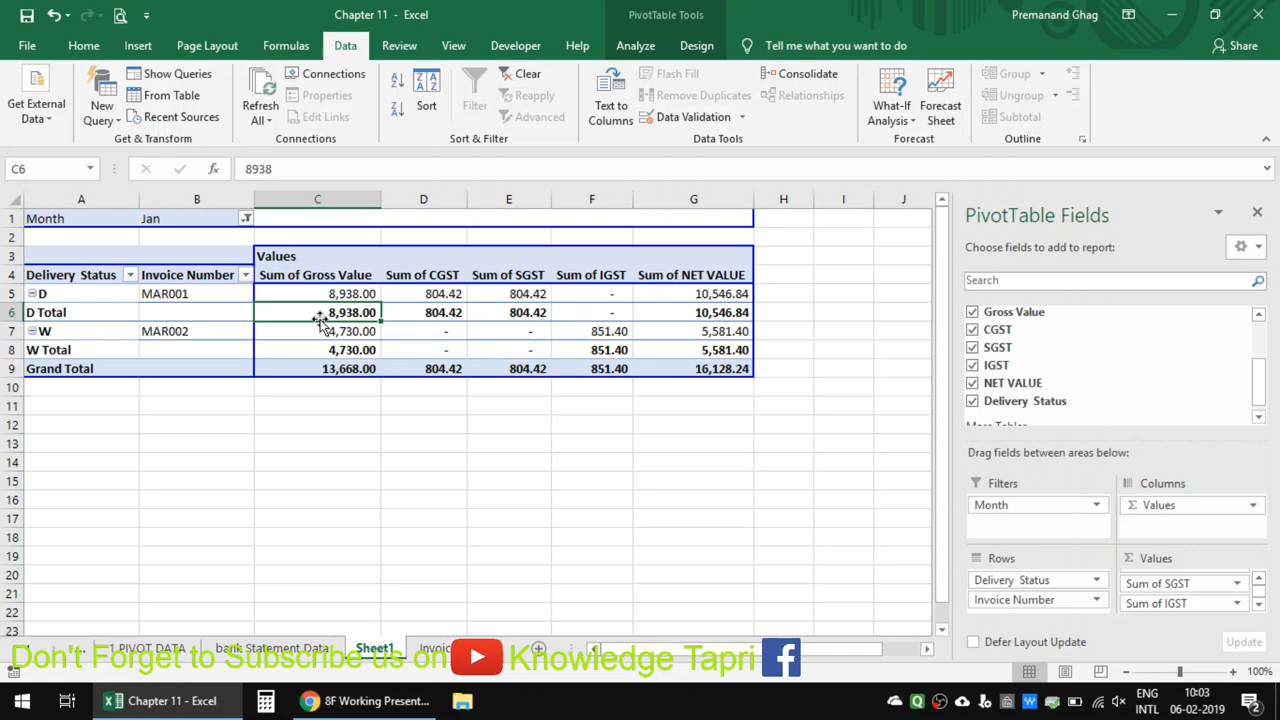 Chapter 11 - Excel
PivotTable Tools
Premanand Ghag
File Home Insert Page Layout Formulas Data Review View Developer Help Analyze Design Tell me what you want to do Share
Get External Data
New Query
Show Queries
From Table
Recent Sources
Get & Transform
Refresh All
Connections
Properties
Edit Links
Connections
Sort
Filter
Clear
Reapply
Advanced
Sort & Filter
Text to Columns
Flash Fill
Remove Duplicates
Data Validation
Consolidate
Relationships
Data Tools
What-If Analysis
Forecast Sheet
Forecast
Group
Ungroup
Subtotal
Outline
C6 fx 8938
A B C D E F G H I J
1 Month Jan
2
3 Values
4 Delivery Status Invoice Number Sum of Gross Value Sum of CGST Sum of SGST Sum of IGST Sum of NET VALUE
5 D MAR001 8,938.00 804.42 804.42 - 10,546.84
6 D Total 8,938.00 804.42 804.42 - 10,546.84
7 W MAR002 4,730.00 - - 851.40 5,581.40
8 W Total 4,730.00 - - 851.40 5,581.40
9 Grand Total 13,668.00 804.42 804.42 851.40 16,128.24
10
11
12
13
14
15
16
17
18
19
20
21
22
23
PivotTable Fields
Choose fields to add to report:
Search
Gross Value
CGST
SGST
IGST
NET VALUE
Delivery Status
Drag fields between areas below:
Filters
Month
Columns
Σ Values
Rows
Delivery Status
Invoice Number
Σ Values
Sum of SGST
Sum of IGST
Defer Layout Update Update
... 1 PIVOT DATA bank Statement Data Sheet1 Invoi
Don't Forget to Subscribe us on Knowledge Tapri f
100%
Chapter 11 - Excel
8F Working Present...
ENG
INTL
10:03
06-02-2019
2